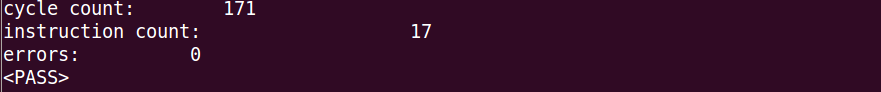 cycle count:        171
instruction count:                   17
errors:          0
<PASS>